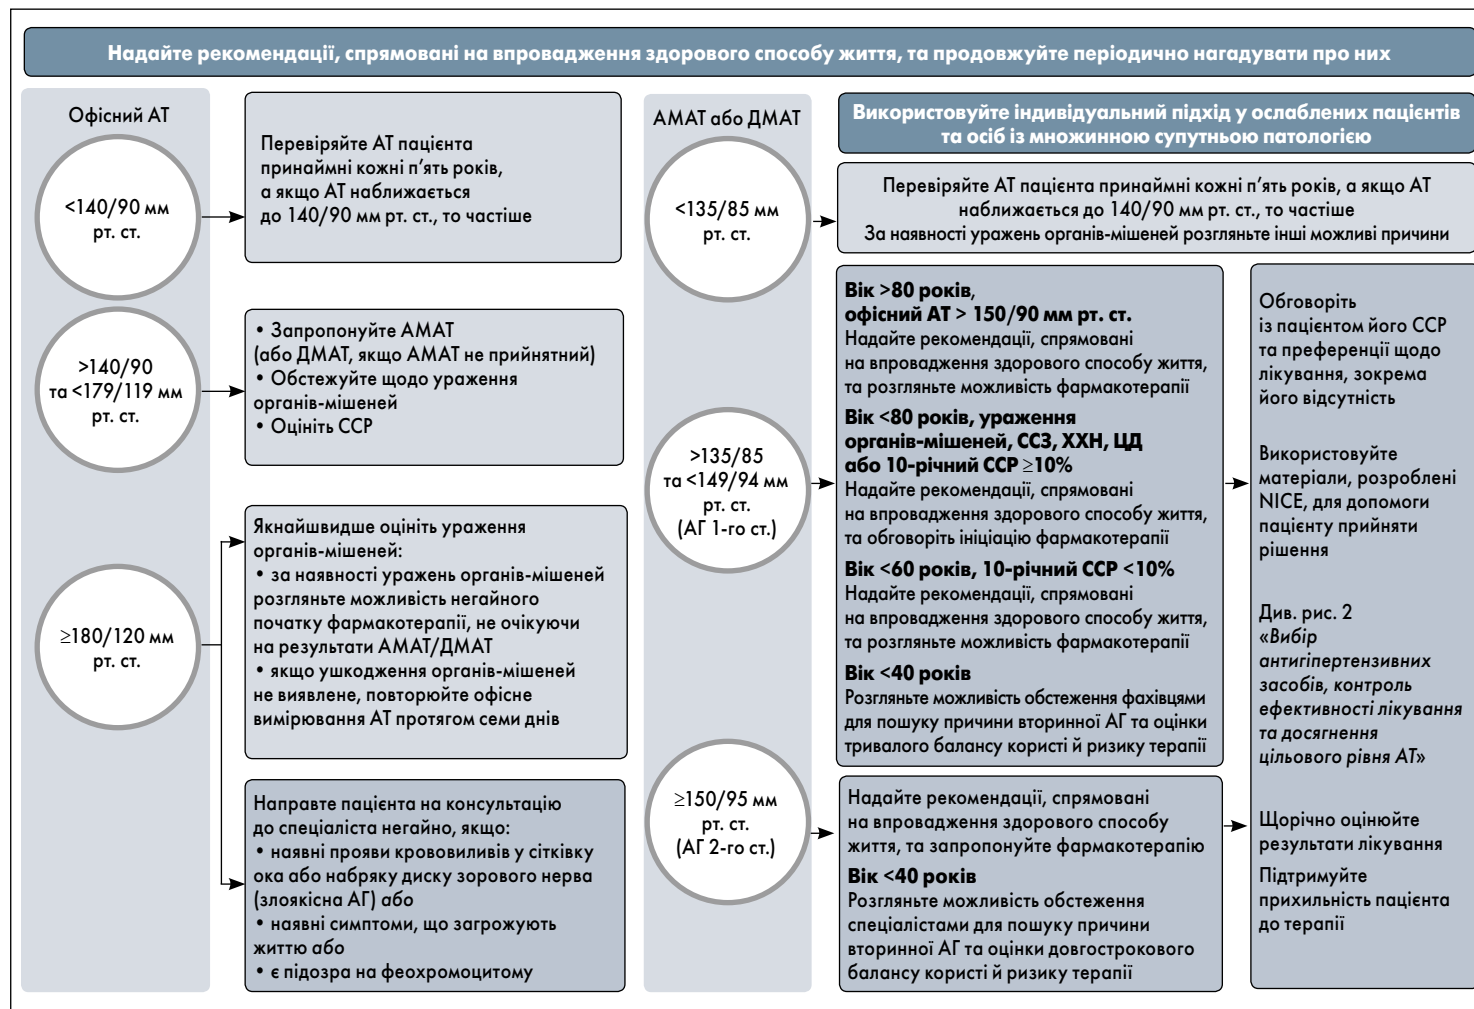 Надайте рекомендації, спрямовані на впровадження здорового способу життя, та продовжуйте періодично нагадувати про них
Офісний АТ
<140/90 мм
рт. ст.
Перевіряйте АТ пацієнта
принаймні кожні п’ять років,
а якщо АТ наближається
до 140/90 мм рт. ст., то частіше
>140/90
та <179/119 мм
рт. ст.
• Запропонуйте АМАТ
(або ДМАТ, якщо АМАТ не прийнятний)
• Обстежуйте щодо ураження
органів-мішеней
• Оцініть ССР
≥180/120 мм
рт. ст.
Якнайшвидше оцініть ураження
органів-мішеней:
• за наявності уражень органів-мішеней
розгляньте можливість негайного
початку фармакотерапії, не очікуючи
на результати АМАТ/ДМАТ
• якщо ушкодження органів-мішеней
не виявлене, повторюйте офісне
вимірювання АТ протягом семи днів
Направте пацієнта на консультацію
до спеціаліста негайно, якщо:
• наявні прояви крововиливів у сітківку
ока або набряку диску зорового нерва
(злоякісна АГ) або
• наявні симптоми, що загрожують
життю або
• є підозра на феохромоцитому
АМАТ або ДМАТ
Використовуйте індивідуальний підхід у ослаблених пацієнтів
та осіб із множинною супутньою патологією
<135/85 мм
рт. ст.
Перевіряйте АТ пацієнта принаймні кожні п’ять років, а якщо АТ
наближається до 140/90 мм рт. ст., то частіше
За наявності уражень органів-мішеней розгляньте інші можливі причини
>135/85
та <149/94 мм
рт. ст.
(АГ 1-го ст.)
Вік >80 років,
офісний АТ > 150/90 мм рт. ст.
Надайте рекомендації, спрямовані
на впровадження здорового способу життя,
та розгляньте можливість фармакотерапії
Вік <80 років, ураження
органів-мішеней, ССЗ, ХХН, ЦД
або 10-річний ССР ≥10%
Надайте рекомендації, спрямовані
на впровадження здорового способу життя,
та обговоріть ініціацію фармакотерапії
Вік <60 років, 10-річний ССР <10%
Надайте рекомендації, спрямовані
на впровадження здорового способу життя,
та розгляньте можливість фармакотерапії
Вік <40 років
Розгляньте можливість обстеження фахівцями
для пошуку причини вторинної АГ та оцінки
тривалого балансу користі й ризику терапії
≥150/95 мм
рт. ст.
(АГ 2-го ст.)
Надайте рекомендації, спрямовані
на впровадження здорового способу
життя, та запропонуйте фармакотерапію
Вік <40 років
Розгляньте можливість обстеження
спеціалістами для пошуку причини
вторинної АГ та оцінки довгострокового
балансу користі й ризику терапії
Обговоріть
із пацієнтом його ССР
та преференції щодо
лікування, зокрема
його відсутність
Використовуйте
матеріали, розроблені
NICE, для допомоги
пацієнту прийняти
рішення
Див. рис. 2
«Вибір
антигіпертензивних
засобів, контроль
ефективності лікування
та досягнення
цільового рівня АТ»
Щорічно оцінюйте
результати лікування
Підтримуйте
прихильність пацієнта
до терапії